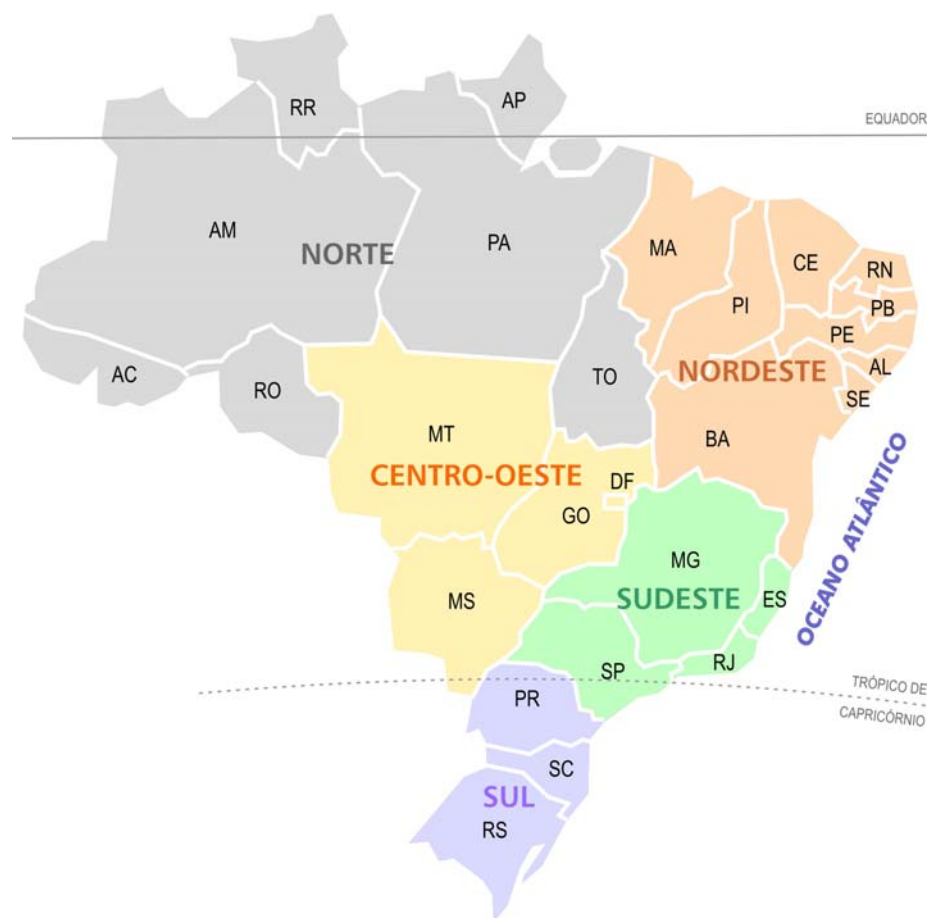 RR
AP
EQUADOR
AM
NORTE
PA
MA
CE
RN
PI
PB
PE
AC
RO
TO
NORDESTE
AL
SE
MT
BA
CENTRO-OESTE
DF
GO
OCEANO ATLÂNTICO
MG
MS
SUDESTE
ES
SP
RJ
TRÓPICO DE
CAPRICÓRNIO
PR
SC
SUL
RS